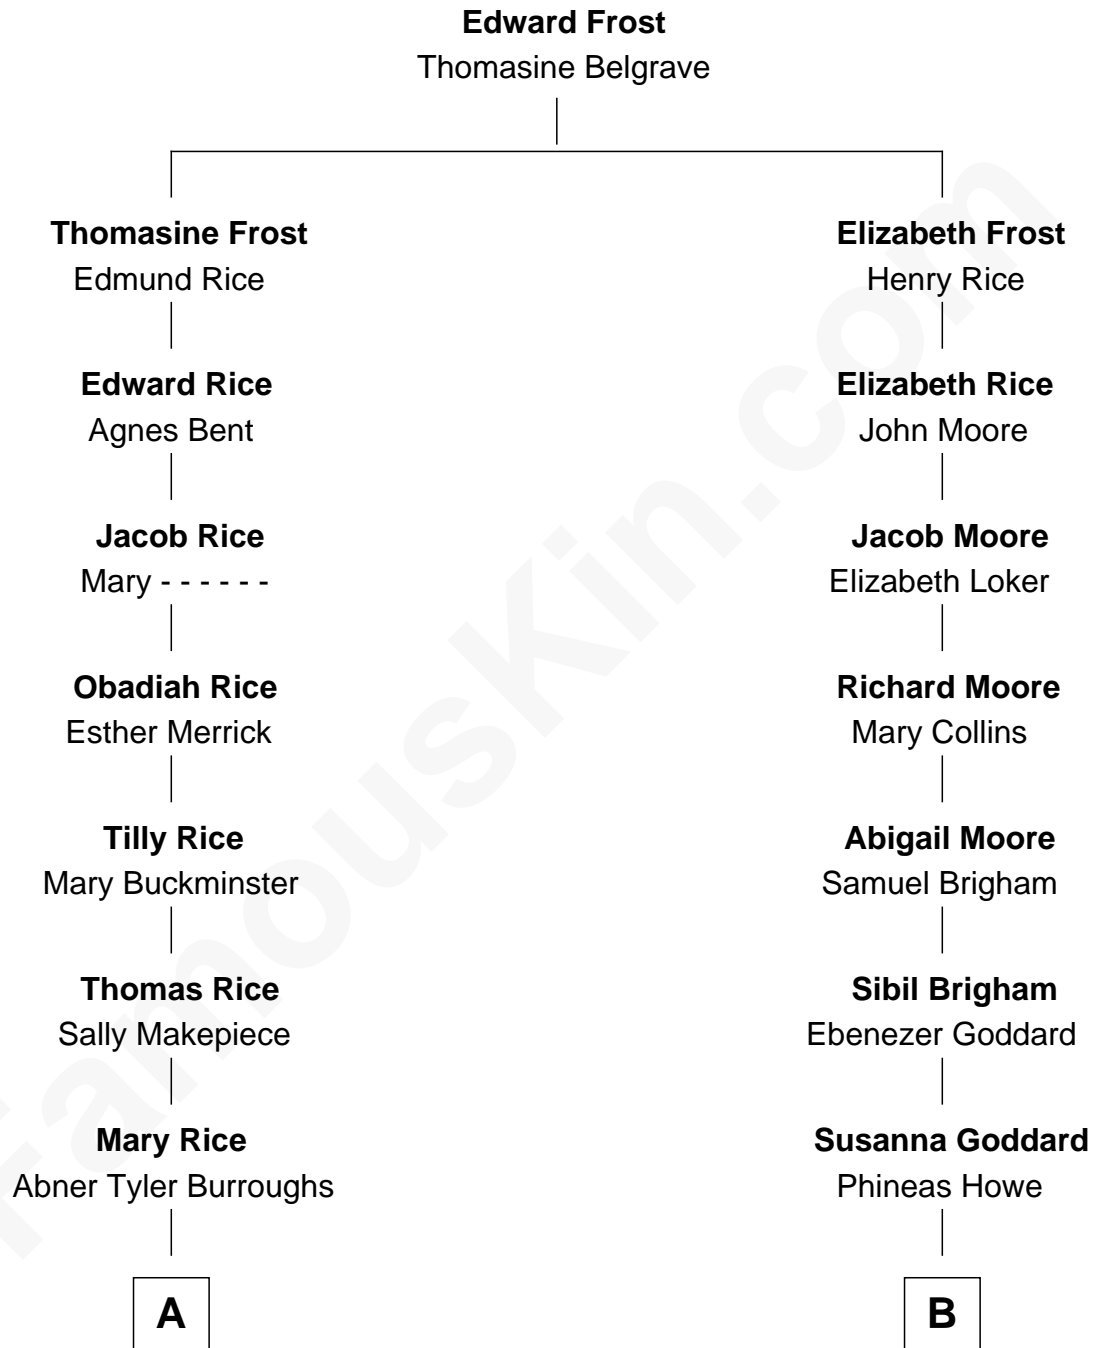 Edward Frost
Thomasine Belgrave
Thomasine Frost
Edmund Rice
Elizabeth Frost
Henry Rice
Edward Rice
Agnes Bent
Elizabeth Rice
John Moore
Jacob Rice
Mary - - - - - -
Jacob Moore
Elizabeth Loker
Obadiah Rice
Esther Merrick
Richard Moore
Mary Collins
Tilly Rice
Mary Buckminster
Abigail Moore
Samuel Brigham
Thomas Rice
Sally Makepiece
Sibil Brigham
Ebenezer Goddard
Mary Rice
Abner Tyler Burroughs
Susanna Goddard
Phineas Howe
A
B
FamousKin.com